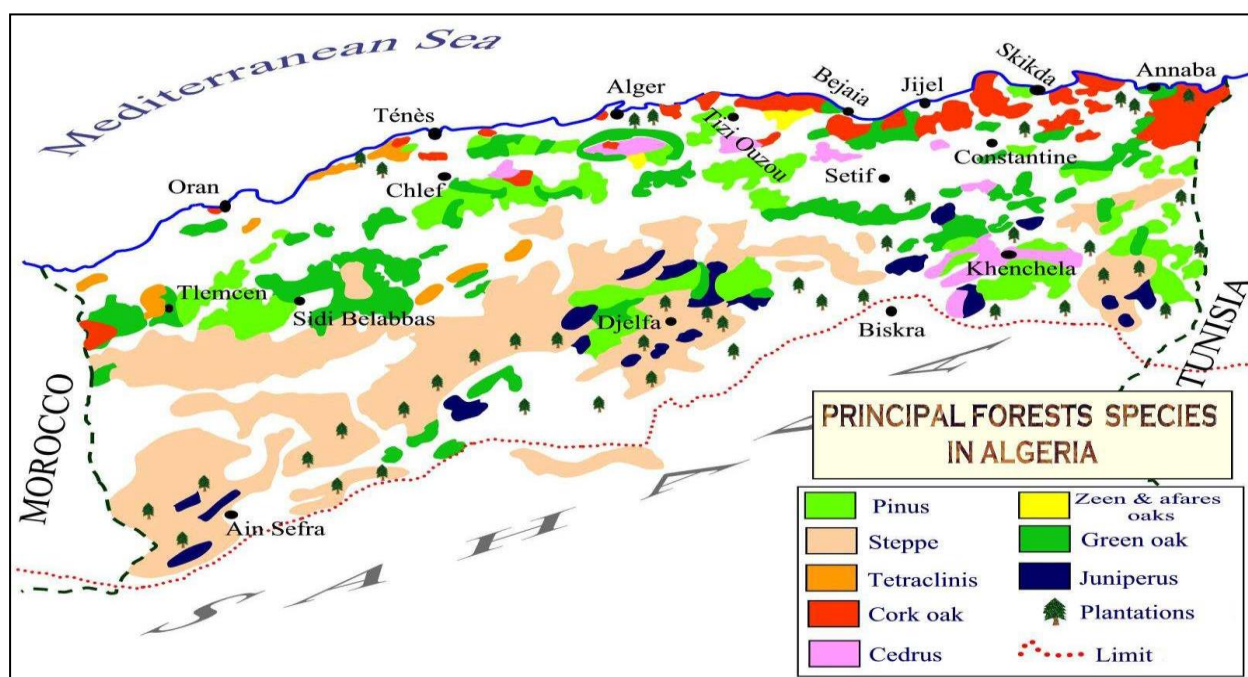 Mediterranean Sea
Skikda
Annaba
Jijel
Bejaia
Alger
Ténès
Tizi Ouzou
Constantine
Setif
Chlef
Oran
Khenchela
Tlemcen
Sidi Belabbas
Djelfa
Biskra
MOROCCO
TUNISIA
SAHARA
Ain Sefra
PRINCIPAL FORESTS SPECIES
IN ALGERIA
Pinus
Steppe
Tetraclinis
Cork oak
Cedrus
Zeen & afares
oaks
Green oak
Juniperus
Plantations
Limit